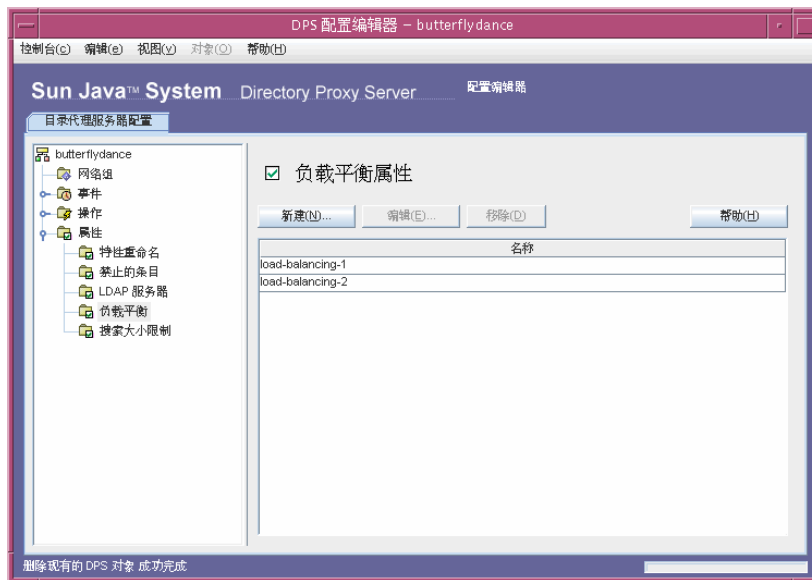 DPS 配置编辑器 – butterflydance
控制台(C) 编辑(e) 视图(V) 对象(O) 帮助(H)
Sun Java™ System Directory Proxy Server 配置编辑器
目录代理服务器配置
butterflydance
网络组
事件
操作
属性
特性重命名
禁止的条目
LDAP 服务器
负载平衡
搜索大小限制
负载平衡属性
新建(N)... 编辑(E)... 移除(D) 帮助(H)
名称
load-balancing-1
load-balancing-2
删除现有的 DPS 对象 成功完成